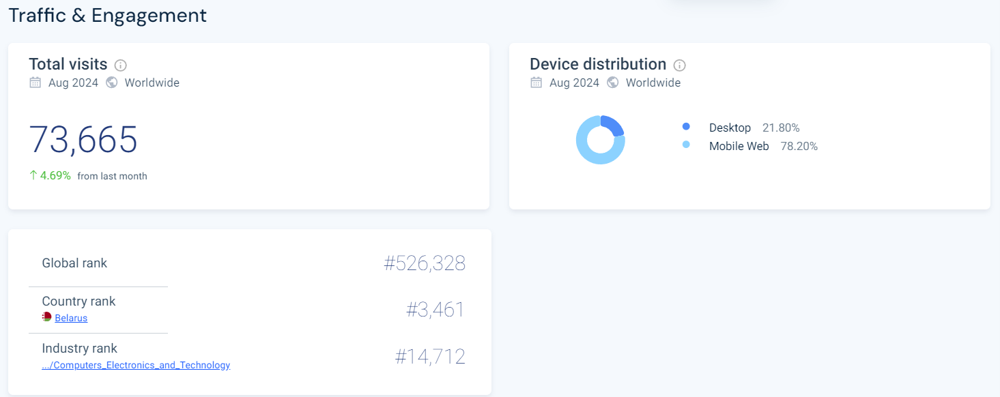 Traffic & Engagement
Total visits
Aug 2024 Worldwide
73,665
↑ 4.69% from last month
Device distribution
Aug 2024 Worldwide
Desktop 21.80%
Mobile Web 78.20%
Global rank #526,328
Country rank #3,461
Belarus
Industry rank #14,712
.../Computers_Electronics_and_Technology